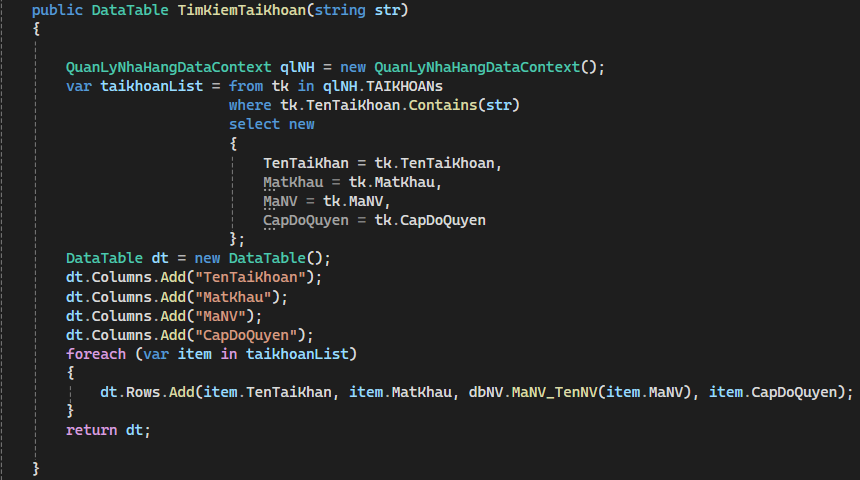 public DataTable TimKiemTaiKhoan(string str)
{
QuanLyNhaHangDataContext qlNH = new QuanLyNhaHangDataContext();
var taikhoanList = from tk in qlNH.TAIKHOANs
where tk.TenTaiKhoan.Contains(str)
select new
{
TenTaiKhan = tk.TenTaiKhoan,
MatKhau = tk.MatKhau,
MaNV = tk.MaNV,
CapDoQuyen = tk.CapDoQuyen
};
DataTable dt = new DataTable();
dt.Columns.Add("TenTaiKhoan");
dt.Columns.Add("MatKhau");
dt.Columns.Add("MaNV");
dt.Columns.Add("CapDoQuyen");
foreach (var item in taikhoanList)
{
dt.Rows.Add(item.TenTaiKhan, item.MatKhau, dbNV.MaNV_TenNV(item.MaNV), item.CapDoQuyen);
}
return dt;
}